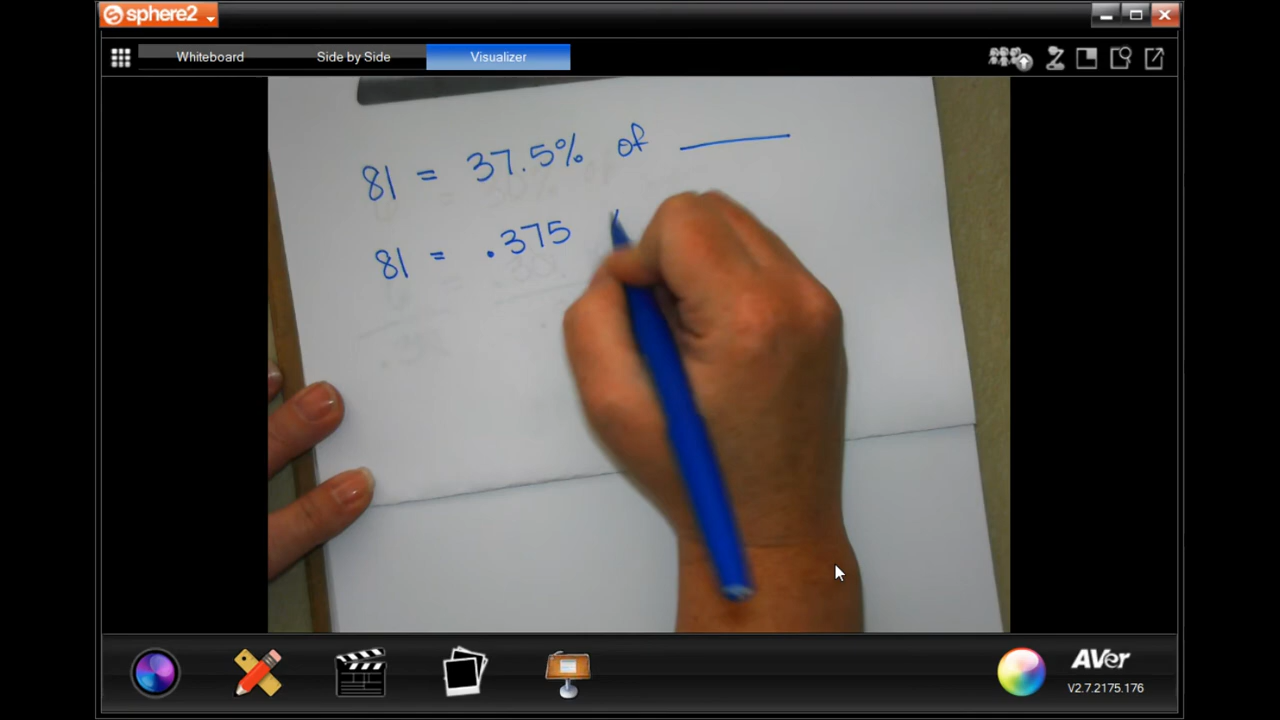 sphere2
Whiteboard Side by Side Visualizer
81 = 37.5% of
81 = .375
AVer
V2.7.2175.176